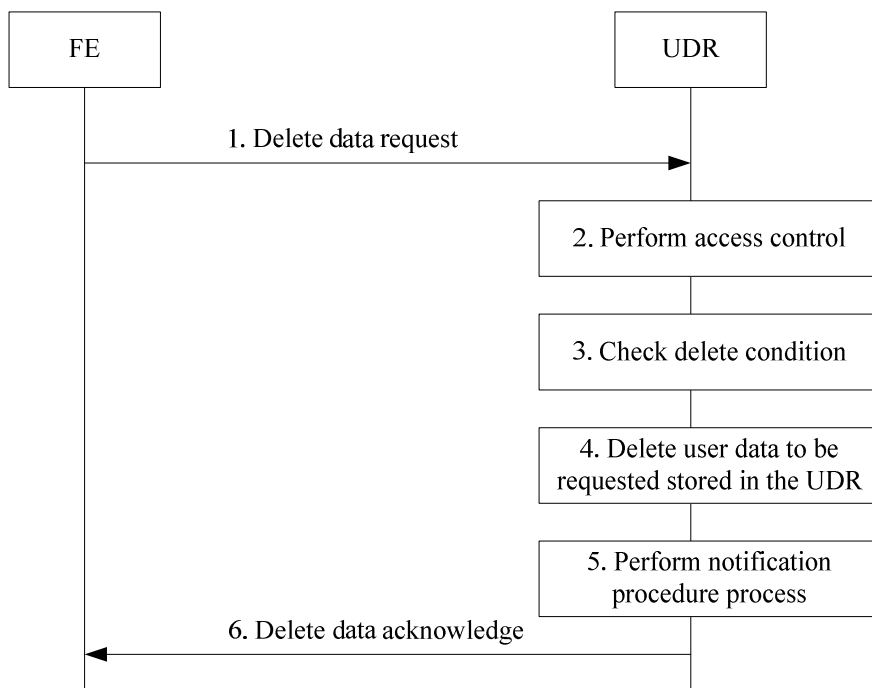 FE
UDR
1. Delete data request
2. Perform access control
3. Check delete condition
4. Delete user data to be
requested stored in the UDR
5. Perform notification
procedure process
6. Delete data acknowledge